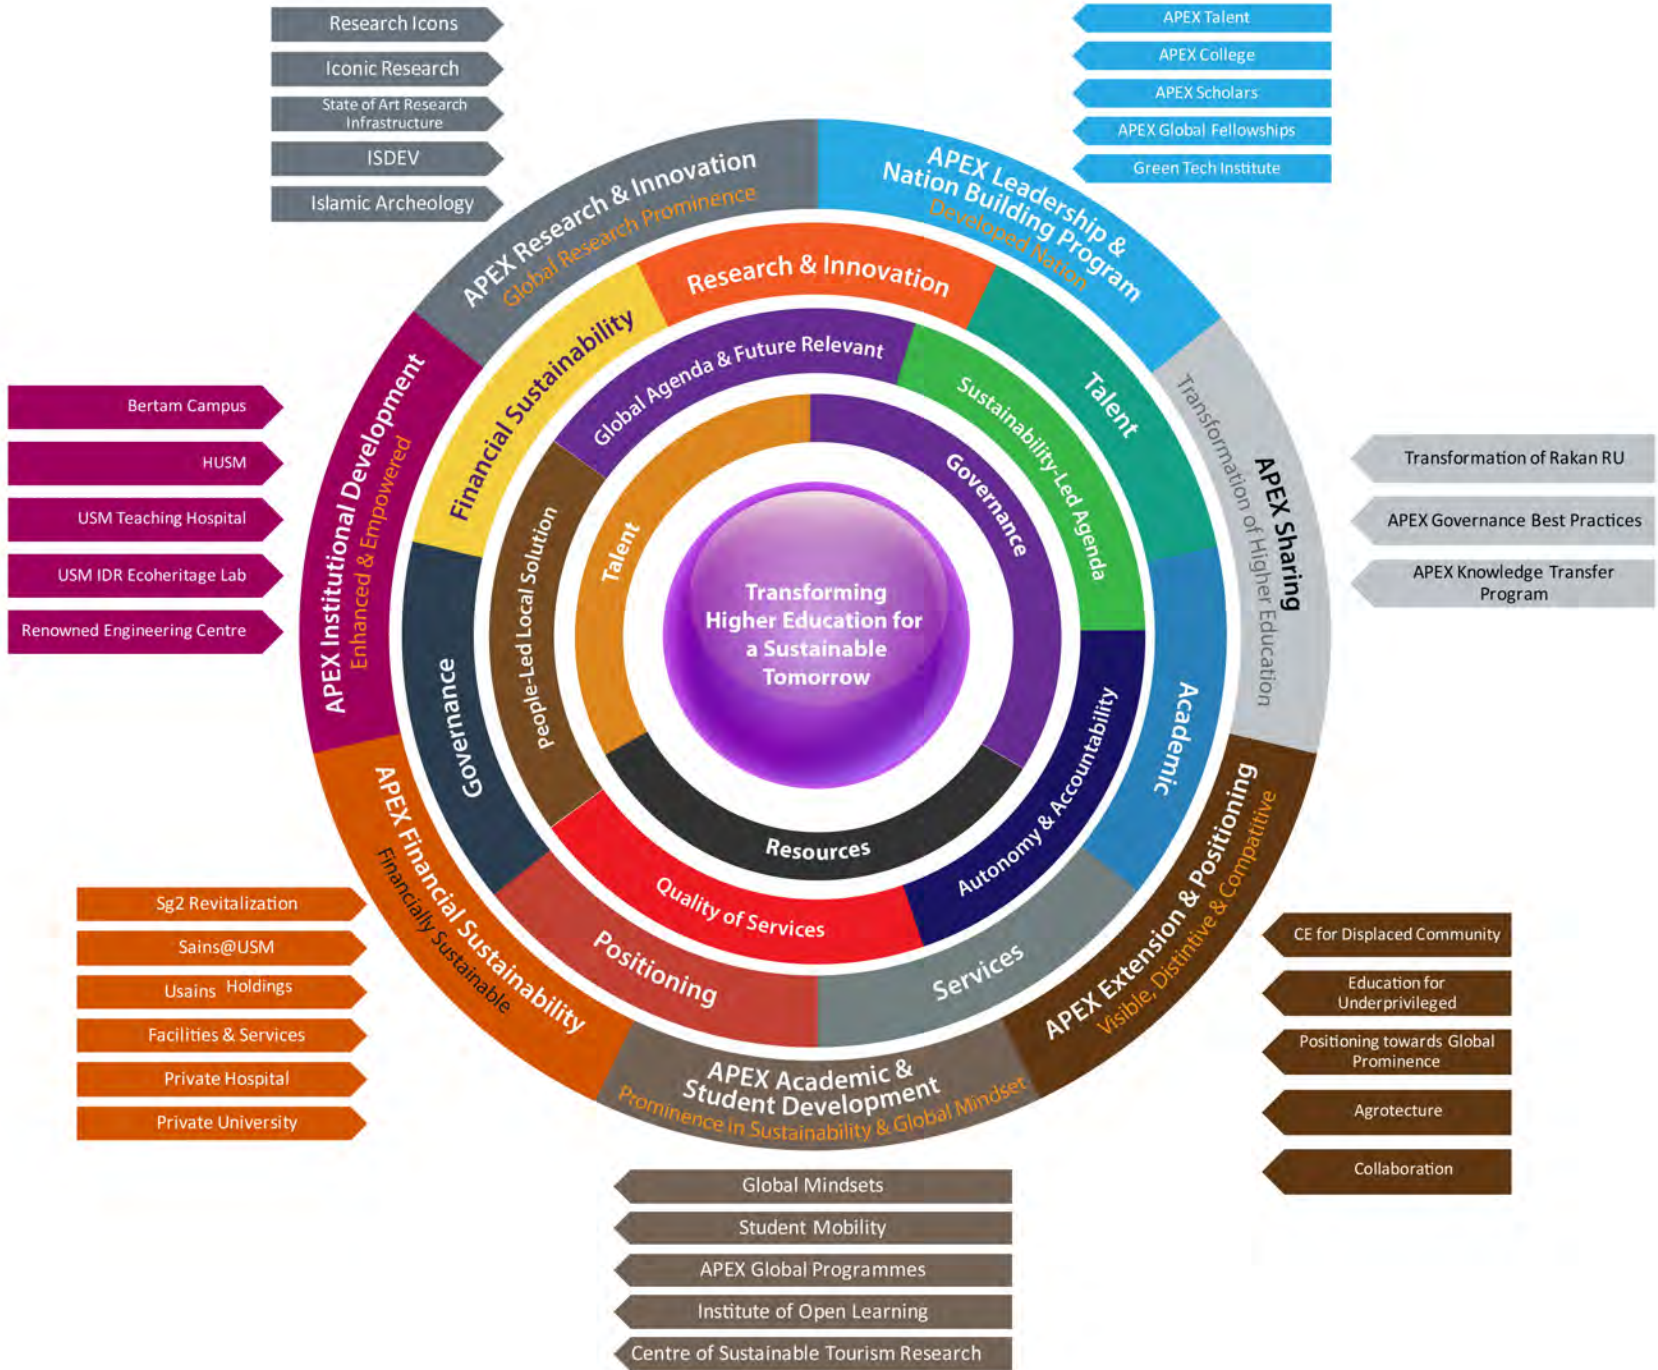 Research Icons
Iconic Research
State of Art Research
Infrastructure
ISDEV
Islamic Archeology
APEX Talent
APEX College
APEX Scholars
APEX Global Fellowships
Green Tech Institute
APEX Research & Innovation
Global Research Prominence
APEX Leadership &
Nation Building Program
Developed Nation
APEX Sharing
Transformation of Higher Education
Transformation of Rakan RU
APEX Governance Best Practices
APEX Knowledge Transfer
Program
APEX Institutional Development
Enhanced & Empowered
Bertam Campus
HUSM
USM Teaching Hospital
USM IDR Ecoheritage Lab
Renowned Engineering Centre
Financial Sustainability
Research & Innovation
Talent
Academic
Services
Positioning
Governance
Global Agenda & Future Relevant
Sustainability-Led Agenda
Autonomy & Accountability
Quality of Services
People-Led Local Solution
Talent
Governance
Resources
Transforming
Higher Education for
a Sustainable
Tomorrow
APEX Financial Sustainability
Financially Sustainable
Sg2 Revitalization
Sains@USM
Usains Holdings
Facilities & Services
Private Hospital
Private University
APEX Extension & Positioning
Visible, Distintive & Compatitive
CE for Displaced Community
Education for
Underprivileged
Positioning towards Global
Prominence
Agrotecture
Collaboration
APEX Academic &
Student Development
Prominence in Sustainability & Global Mindset
Global Mindsets
Student Mobility
APEX Global Programmes
Institute of Open Learning
Centre of Sustainable Tourism Research